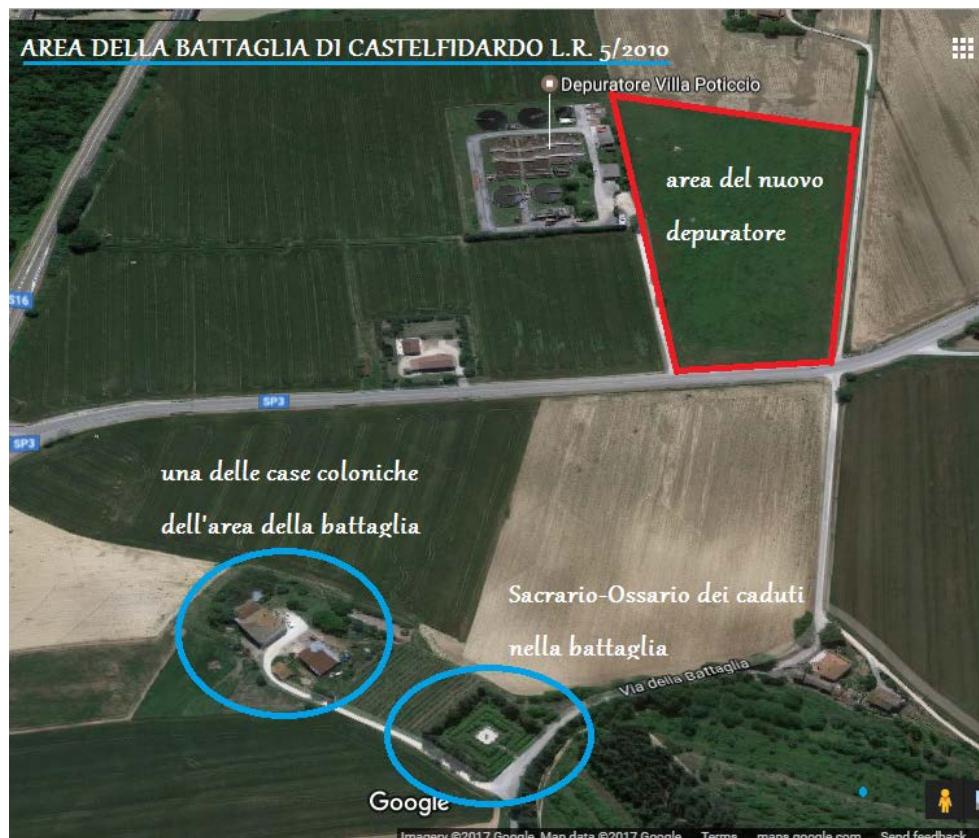 AREA DELLA BATTAGLIA DI CASTELFIDARDO L.R. 5/2010
Depuratore Villa Poticcio
area del nuovo
depuratore
S16
SP3
SP3
una delle case coloniche
dell'area della battaglia
Sacrario-Ossario dei caduti
nella battaglia
Via della Battaglia
Google
Imagery ©2017 Google, Map data ©2017 Google Terms maps.google.com Send feedback